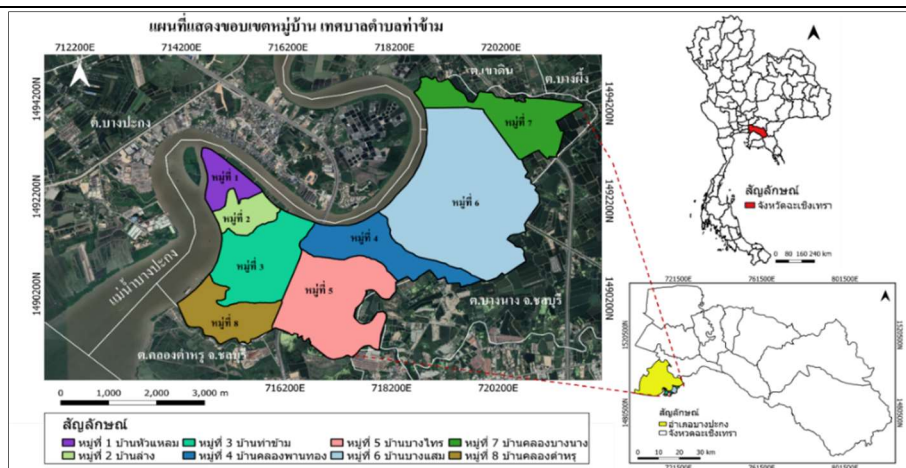 แผนที่แสดงขอบเขตหมู่บ้าน เทศบาลตำบลท่าข้าม
712200E 714200E 716200E 718200E 720200E
1494200N
1492200N
1490200N
1494200N
1492200N
1490200N
ต.เขาดิน
ต.บางผึ้ง
ต.บางปะกง
หมู่ที่ 7
หมู่ที่ 1
หมู่ที่ 2
หมู่ที่ 6
หมู่ที่ 4
หมู่ที่ 3
หมู่ที่ 5
หมู่ที่ 8
แม่น้ำบางปะกง
ต.บางนาง จ.ชลบุรี
ต.คลองตำหรุ จ.ชลบุรี
716200E 718200E 720200E
0 1,000 2,000 3,000 m
สัญลักษณ์
หมู่ที่ 1 บ้านหัวแหลม หมู่ที่ 3 บ้านท่าข้าม หมู่ที่ 5 บ้านบางไทร หมู่ที่ 7 บ้านคลองบางนาง
หมู่ที่ 2 บ้านล่าง หมู่ที่ 4 บ้านคลองพานทอง หมู่ที่ 6 บ้านบางแสม หมู่ที่ 8 บ้านคลองตำหรุ
สัญลักษณ์
จังหวัดฉะเชิงเทรา
0 80 160 240 km
721500E 761500E 801500E
1520500N
1480500N
1520500N
1480500N
สัญลักษณ์
อำเภอบางปะกง
จังหวัดฉะเชิงเทรา
0 10 20 30 km
721500E 761500E 801500E